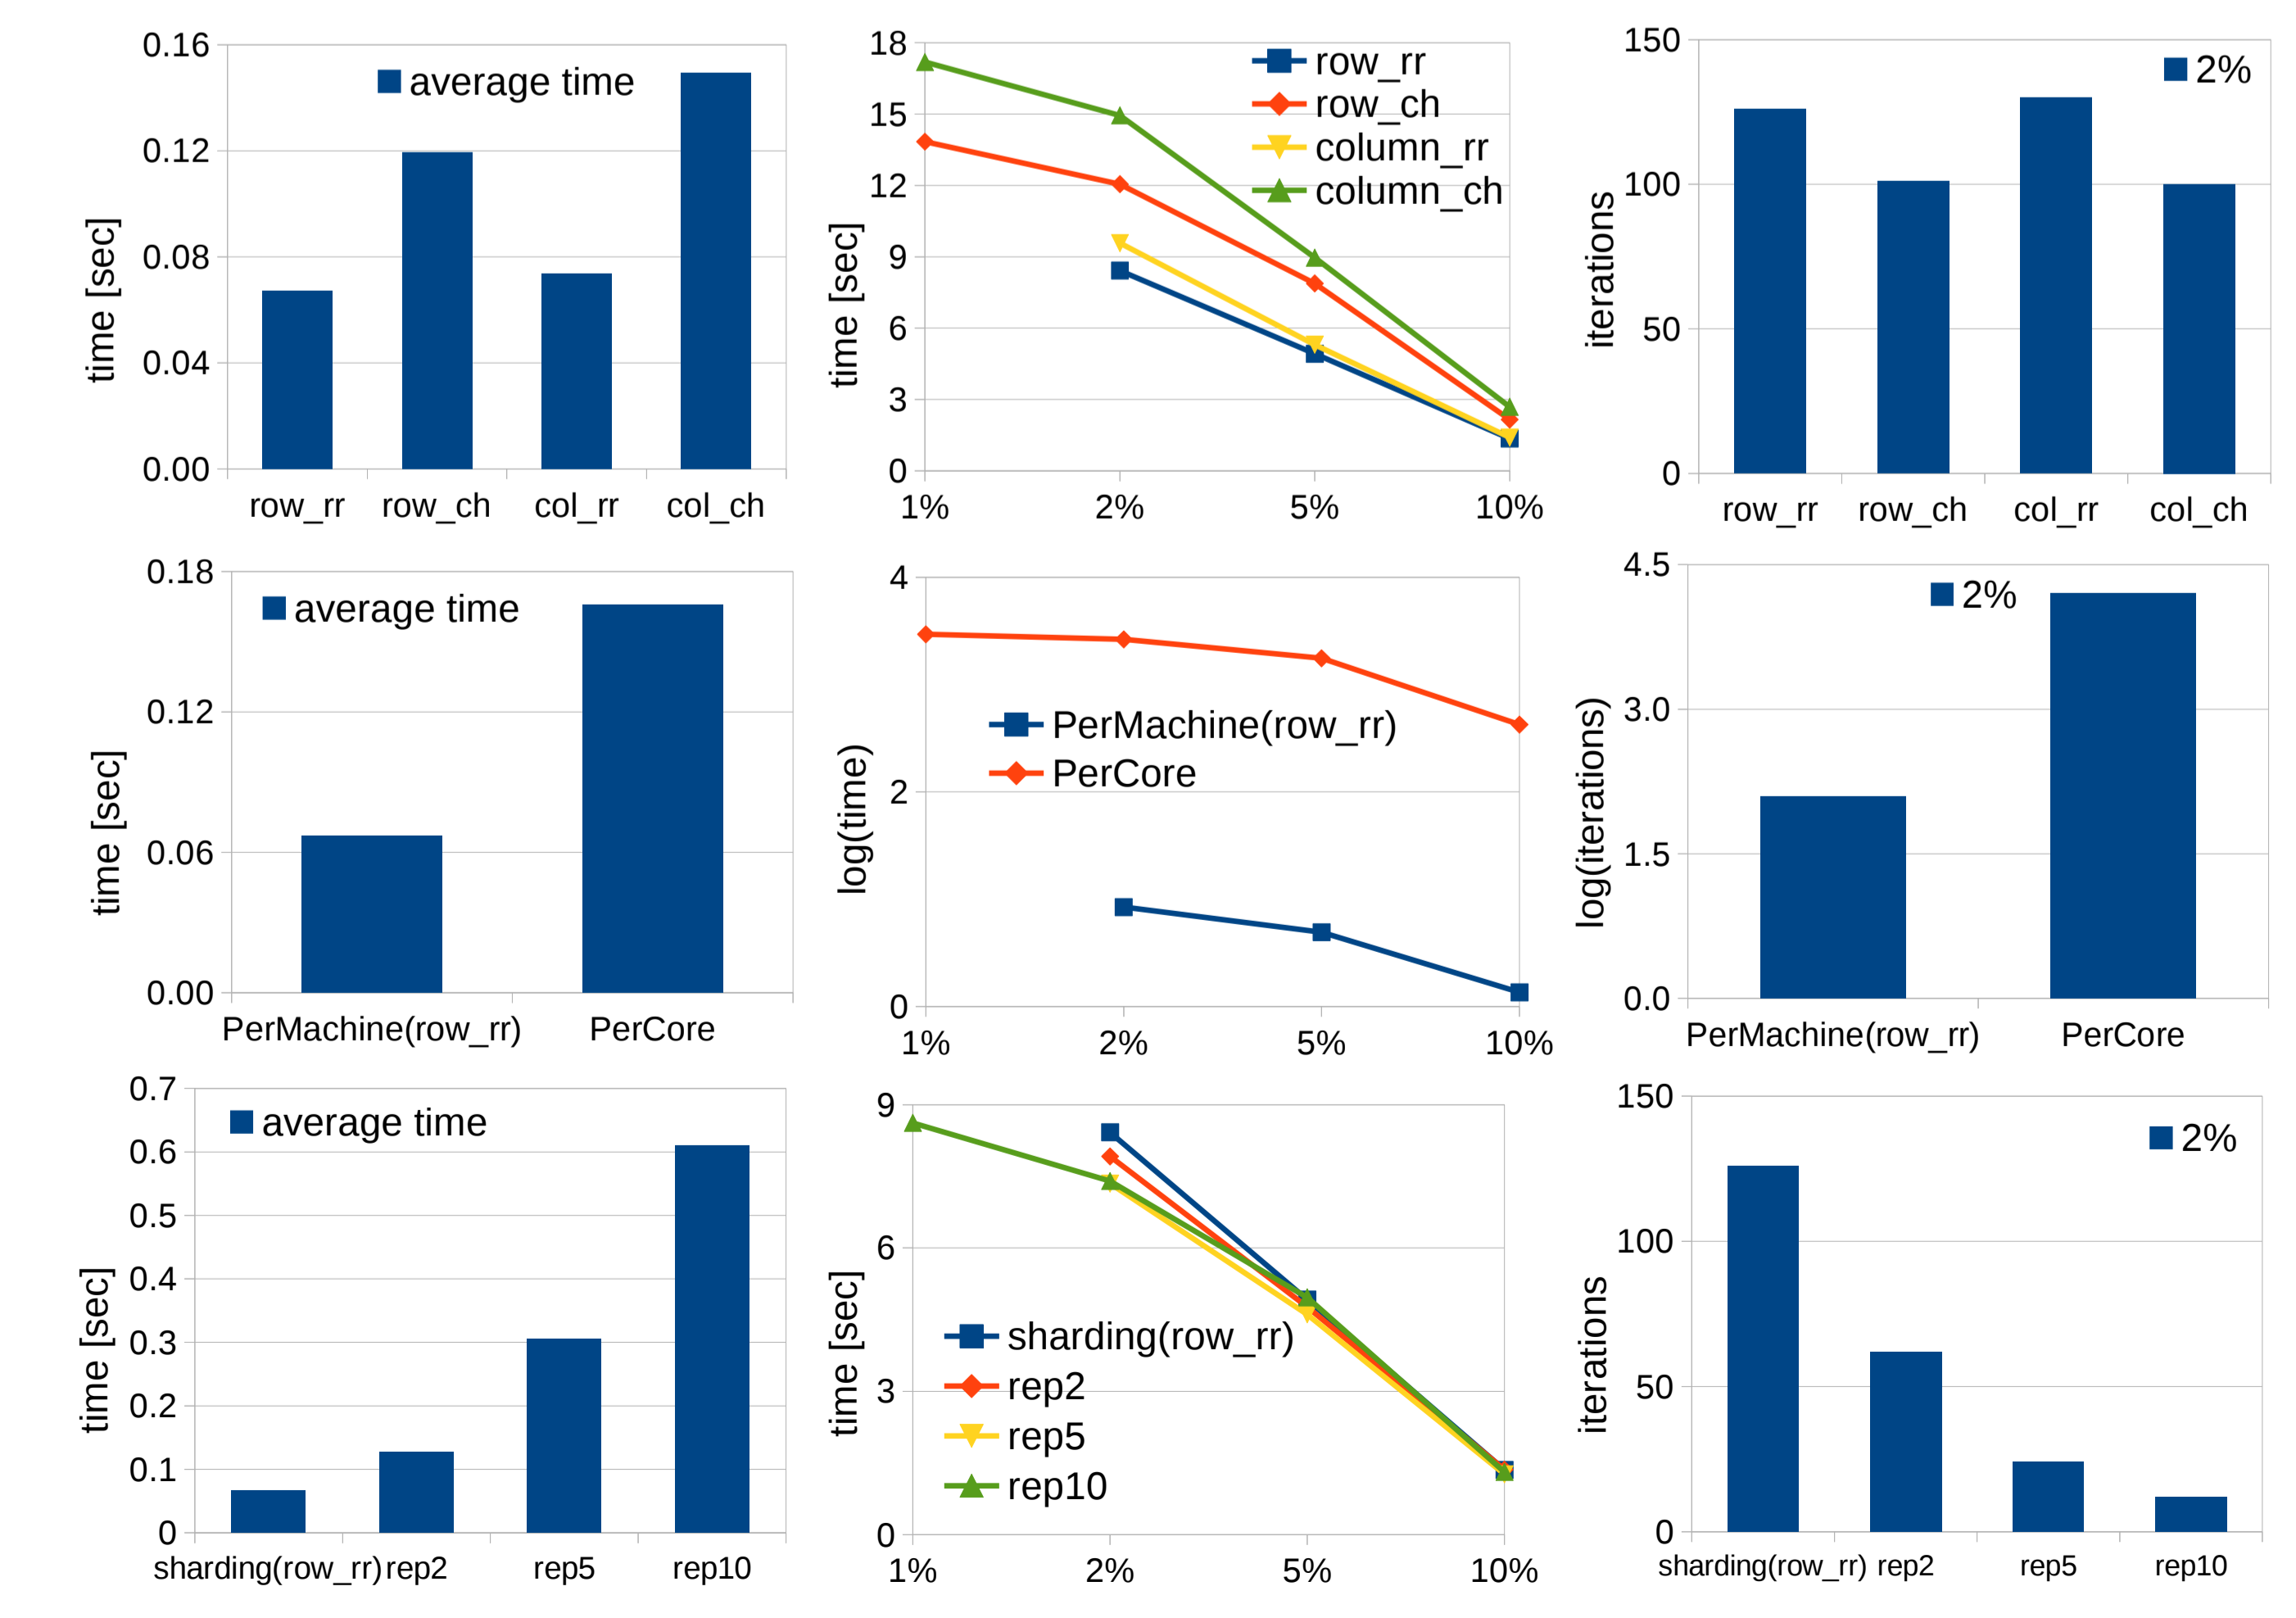 0.16
0.12
0.08
0.04
0.00
time [sec]
average time
row_rr row_ch col_rr col_ch
18
15
12
9
6
3
0
time [sec]
row_rr
row_ch
column_rr
column_ch
1% 2% 5% 10%
150
100
50
0
iterations
2%
row_rr row_ch col_rr col_ch
0.18
0.12
0.06
0.00
time [sec]
average time
PerMachine(row_rr) PerCore
4
2
0
log(time)
PerMachine(row_rr)
PerCore
1% 2% 5% 10%
4.5
3.0
1.5
0.0
log(iterations)
2%
PerMachine(row_rr) PerCore
0.7
0.6
0.5
0.4
0.3
0.2
0.1
0
time [sec]
average time
sharding(row_rr) rep2 rep5 rep10
9
6
3
0
time [sec]
sharding(row_rr)
rep2
rep5
rep10
1% 2% 5% 10%
150
100
50
0
iterations
2%
sharding(row_rr) rep2 rep5 rep10